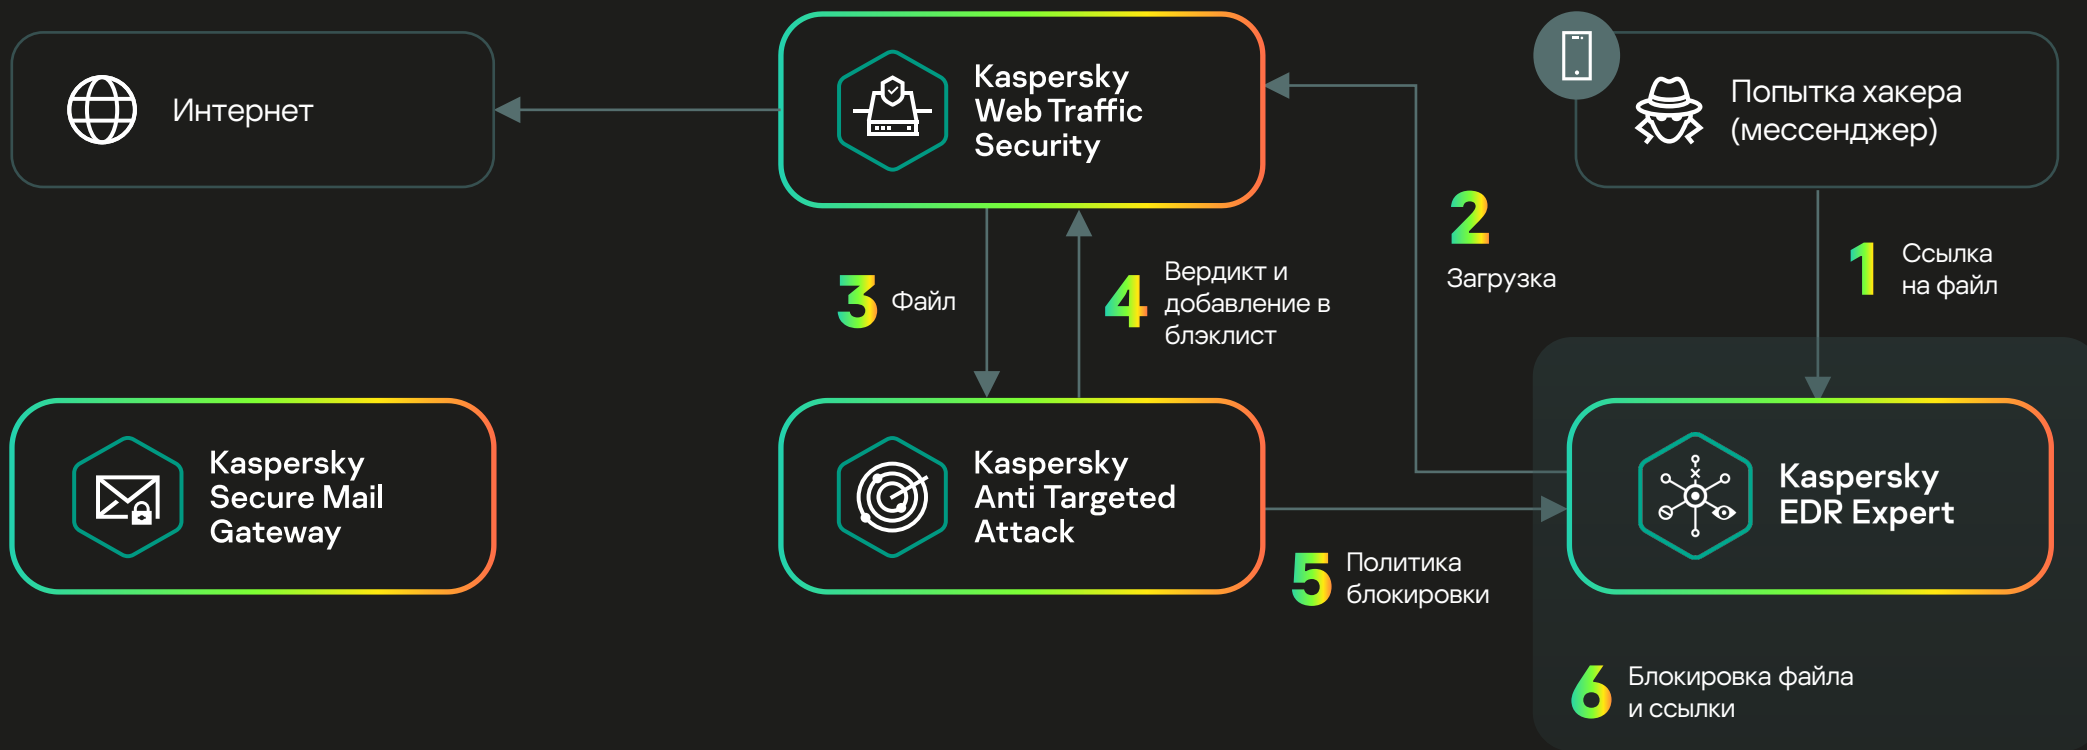 Интернет
Kaspersky
Web Traffic
Security
Попытка хакера
(мессенджер)
1
Ссылка
на файл
2
Загрузка
3
Файл
4
Вердикт и
добавление в
блэклист
Kaspersky
Secure Mail
Gateway
Kaspersky
Anti Targeted
Attack
Kaspersky
EDR Expert
5
Политика
блокировки
6
Блокировка файла
и ссылки